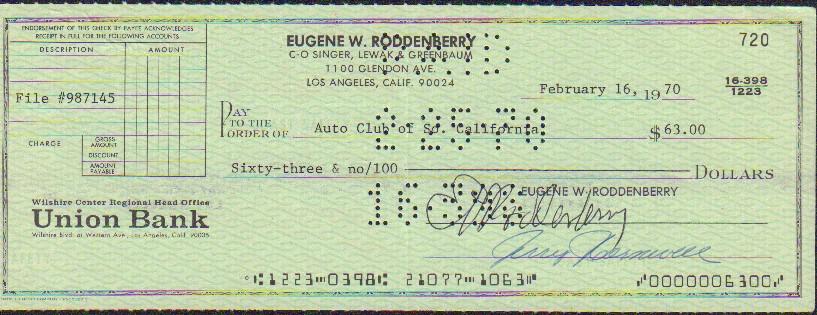 ENDORSEMENT OF THIS CHECK BY PAYEE ACKNOWLEDGES
RECEIPT IN FULL FOR THE FOLLOWING ACCOUNTS
DESCRIPTION AMOUNT
File #987145
CHARGE
GROSS AMOUNT
DISCOUNT
AMOUNT PAYABLE
EUGENE W. RODDENBERRY
C-O SINGER, LEWAK & GREENBAUM
1100 GLENDON AVE.
LOS ANGELES, CALIF. 90024
720
February 16, 1970
16-398
1223
PAY
TO THE
ORDER OF Auto Club of So. California $63.00
Sixty-three & no/100 DOLLARS
Wilshire Center Regional Head Office
Union Bank
Wilshire Blvd. at Western Ave., Los Angeles, Calif. 90005
EUGENE W. RODDENBERRY
⑆1223⑉0398⑆ 21077⑉1063⑈ ⑈0000006300⑈